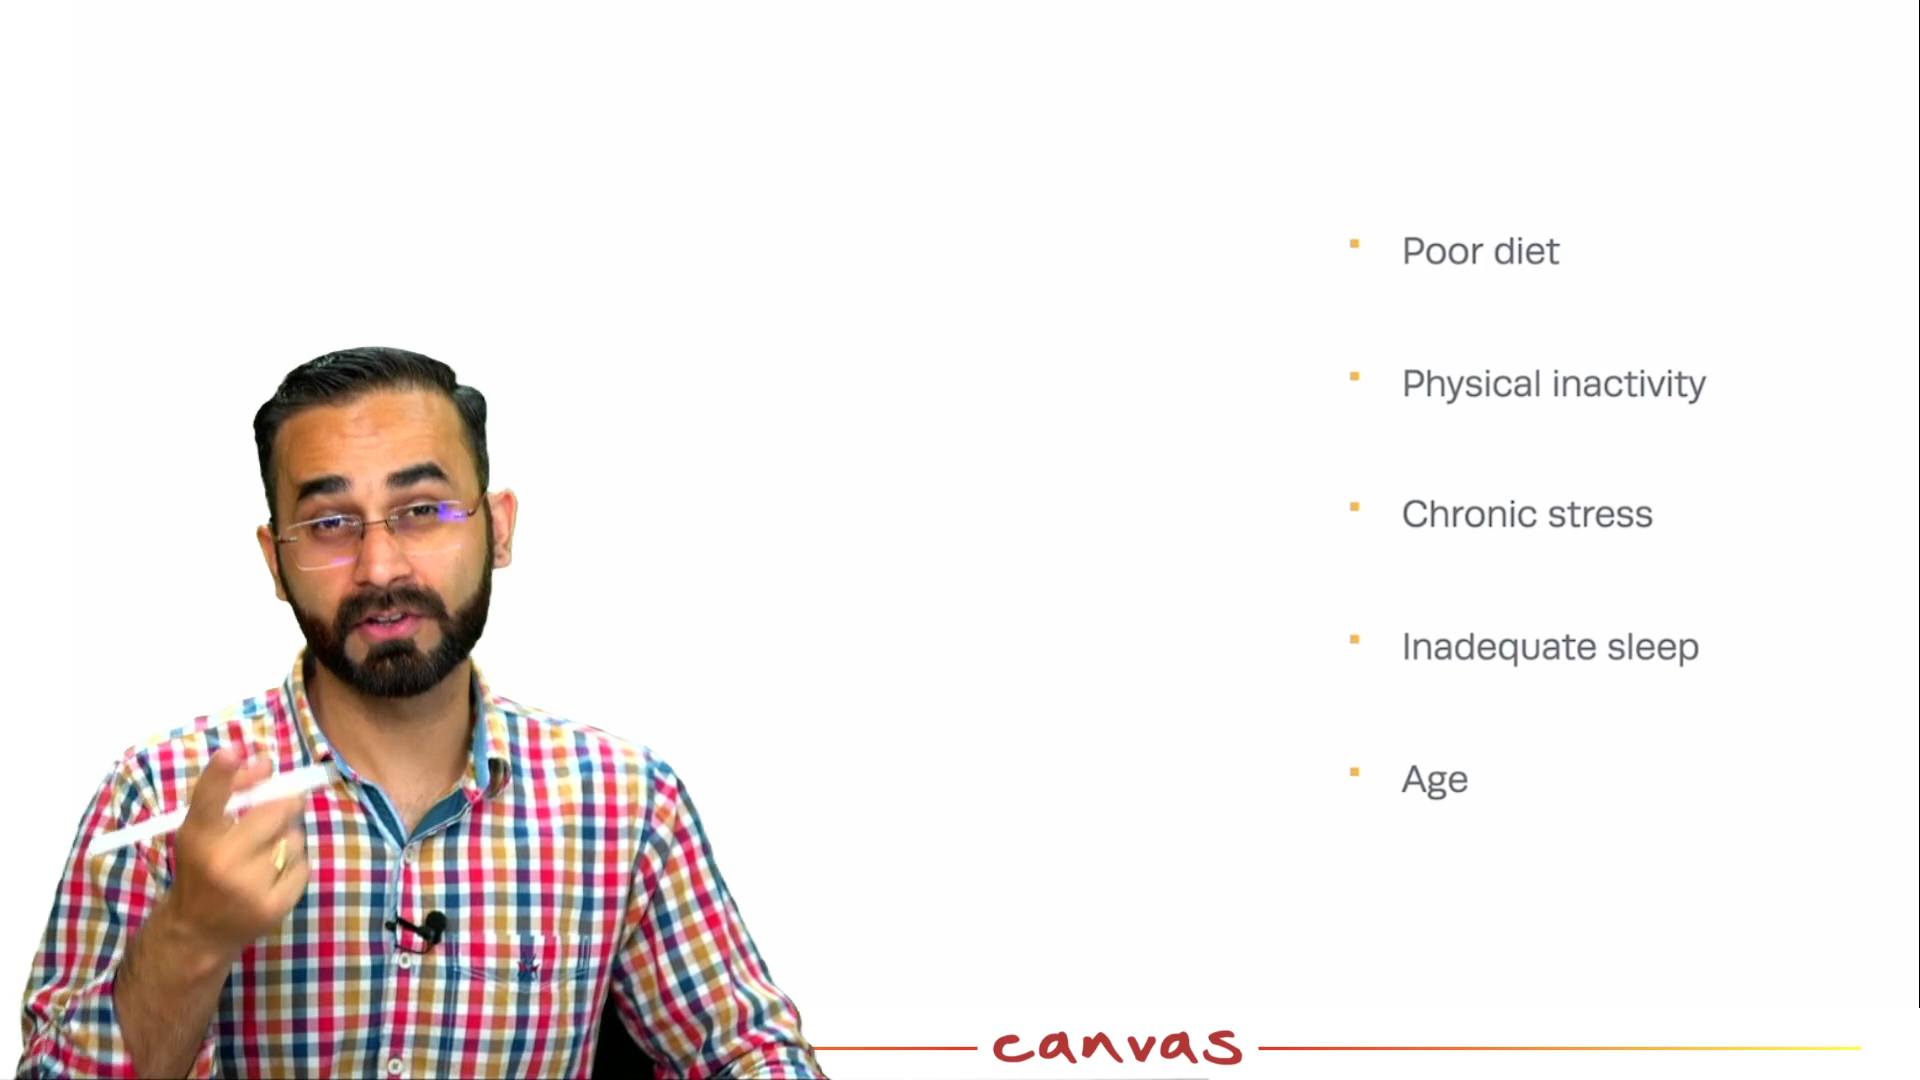 Poor diet
Physical inactivity
Chronic stress
Inadequate sleep
Age
canvas